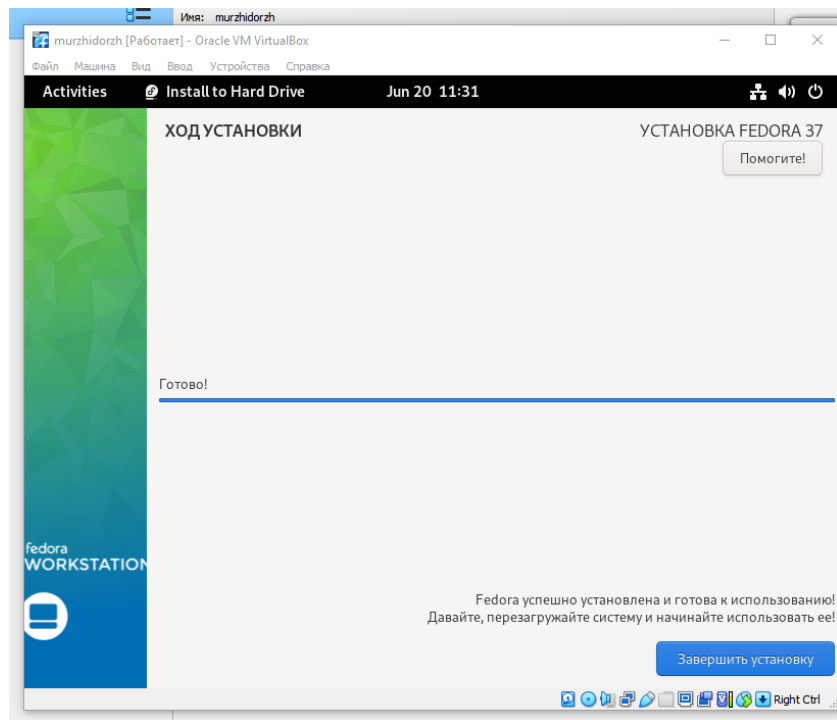 Имя: murzhidorzh
murzhidorzh [Работает] - Oracle VM VirtualBox
Файл Машина Вид Ввод Устройства Справка
Activities Install to Hard Drive Jun 20 11:31
ХОД УСТАНОВКИ
УСТАНОВКА FEDORA 37
Помогите!
Готово!
fedora
WORKSTATION
Fedora успешно установлена и готова к использованию!
Давайте, перезагружайте систему и начинайте использовать ее!
Завершить установку
Right Ctrl